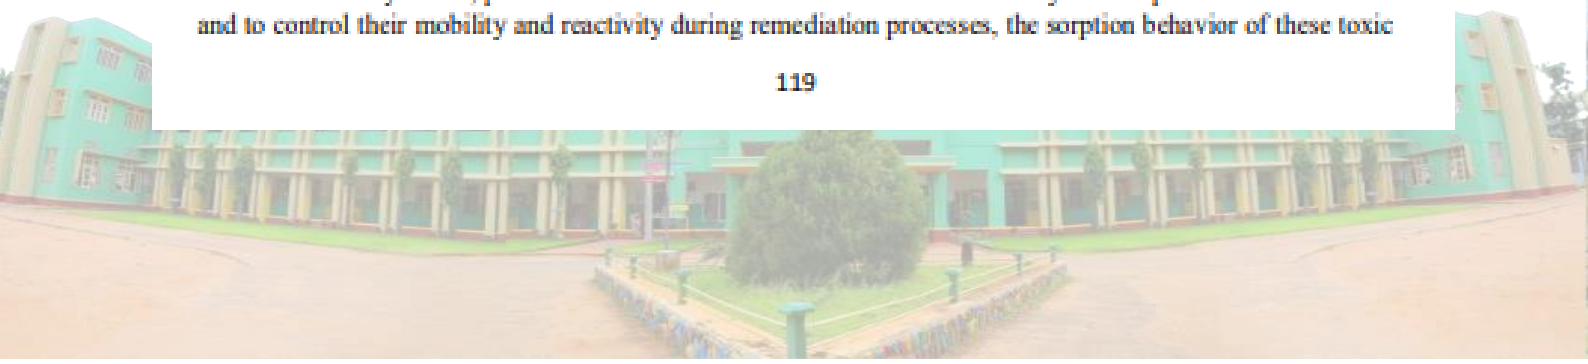 and to control their mobility and reactivity during remediation processes, the sorption behavior of these toxic
119